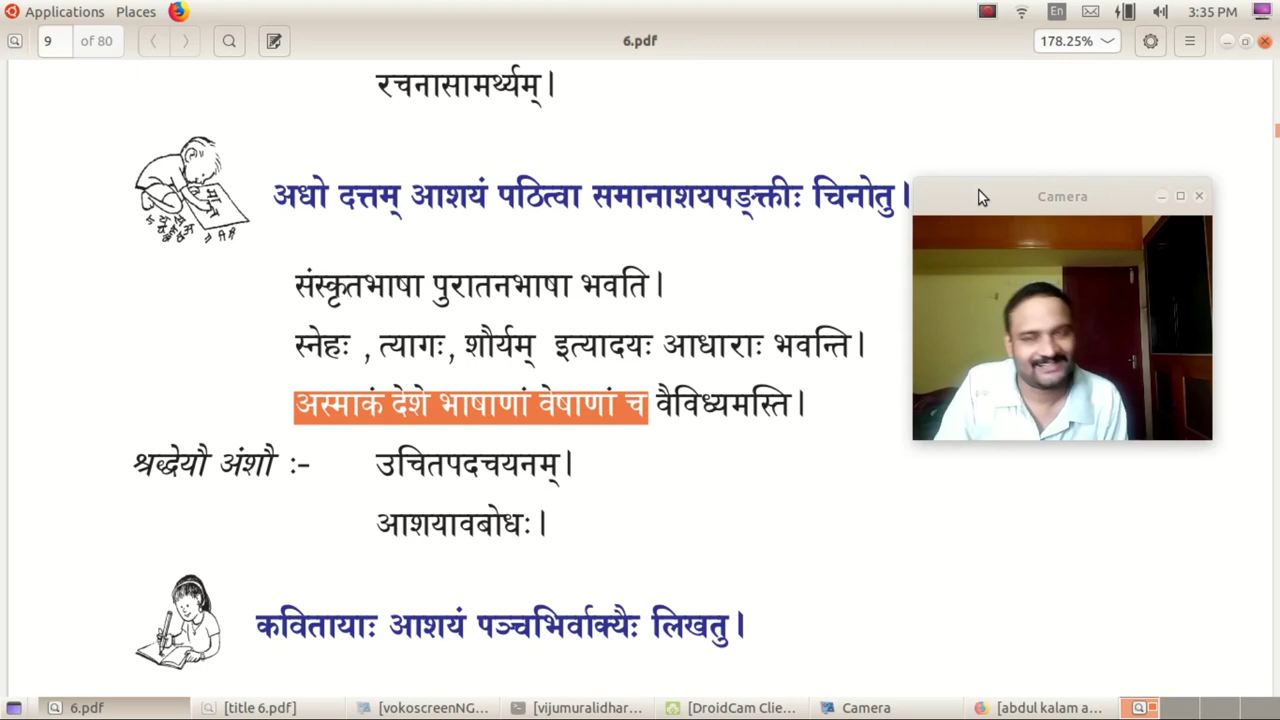 Applications Places En 3:35 PM
9 of 80 6.pdf 178.25%
रचनासामर्थ्यम्।
अधो दत्तम् आशयं पठित्वा समानाशयपङ्क्तीः चिनोतु।
Camera
संस्कृतभाषा पुरातनभाषा भवति।
स्नेहः , त्यागः, शौर्यम् इत्यादयः आधाराः भवन्ति।
अस्माकं देशे भाषाणां वेषाणां च वैविध्यमस्ति।
श्रद्धेयौ अंशौ :- उचितपदचयनम्।
आशयावबोधः।
कवितायाः आशयं पञ्चभिर्वाक्यैः लिखतु।
6.pdf [title 6.pdf] [vokoscreenNG... [vijumuralidhar... [DroidCam Clie... Camera [abdul kalam a...